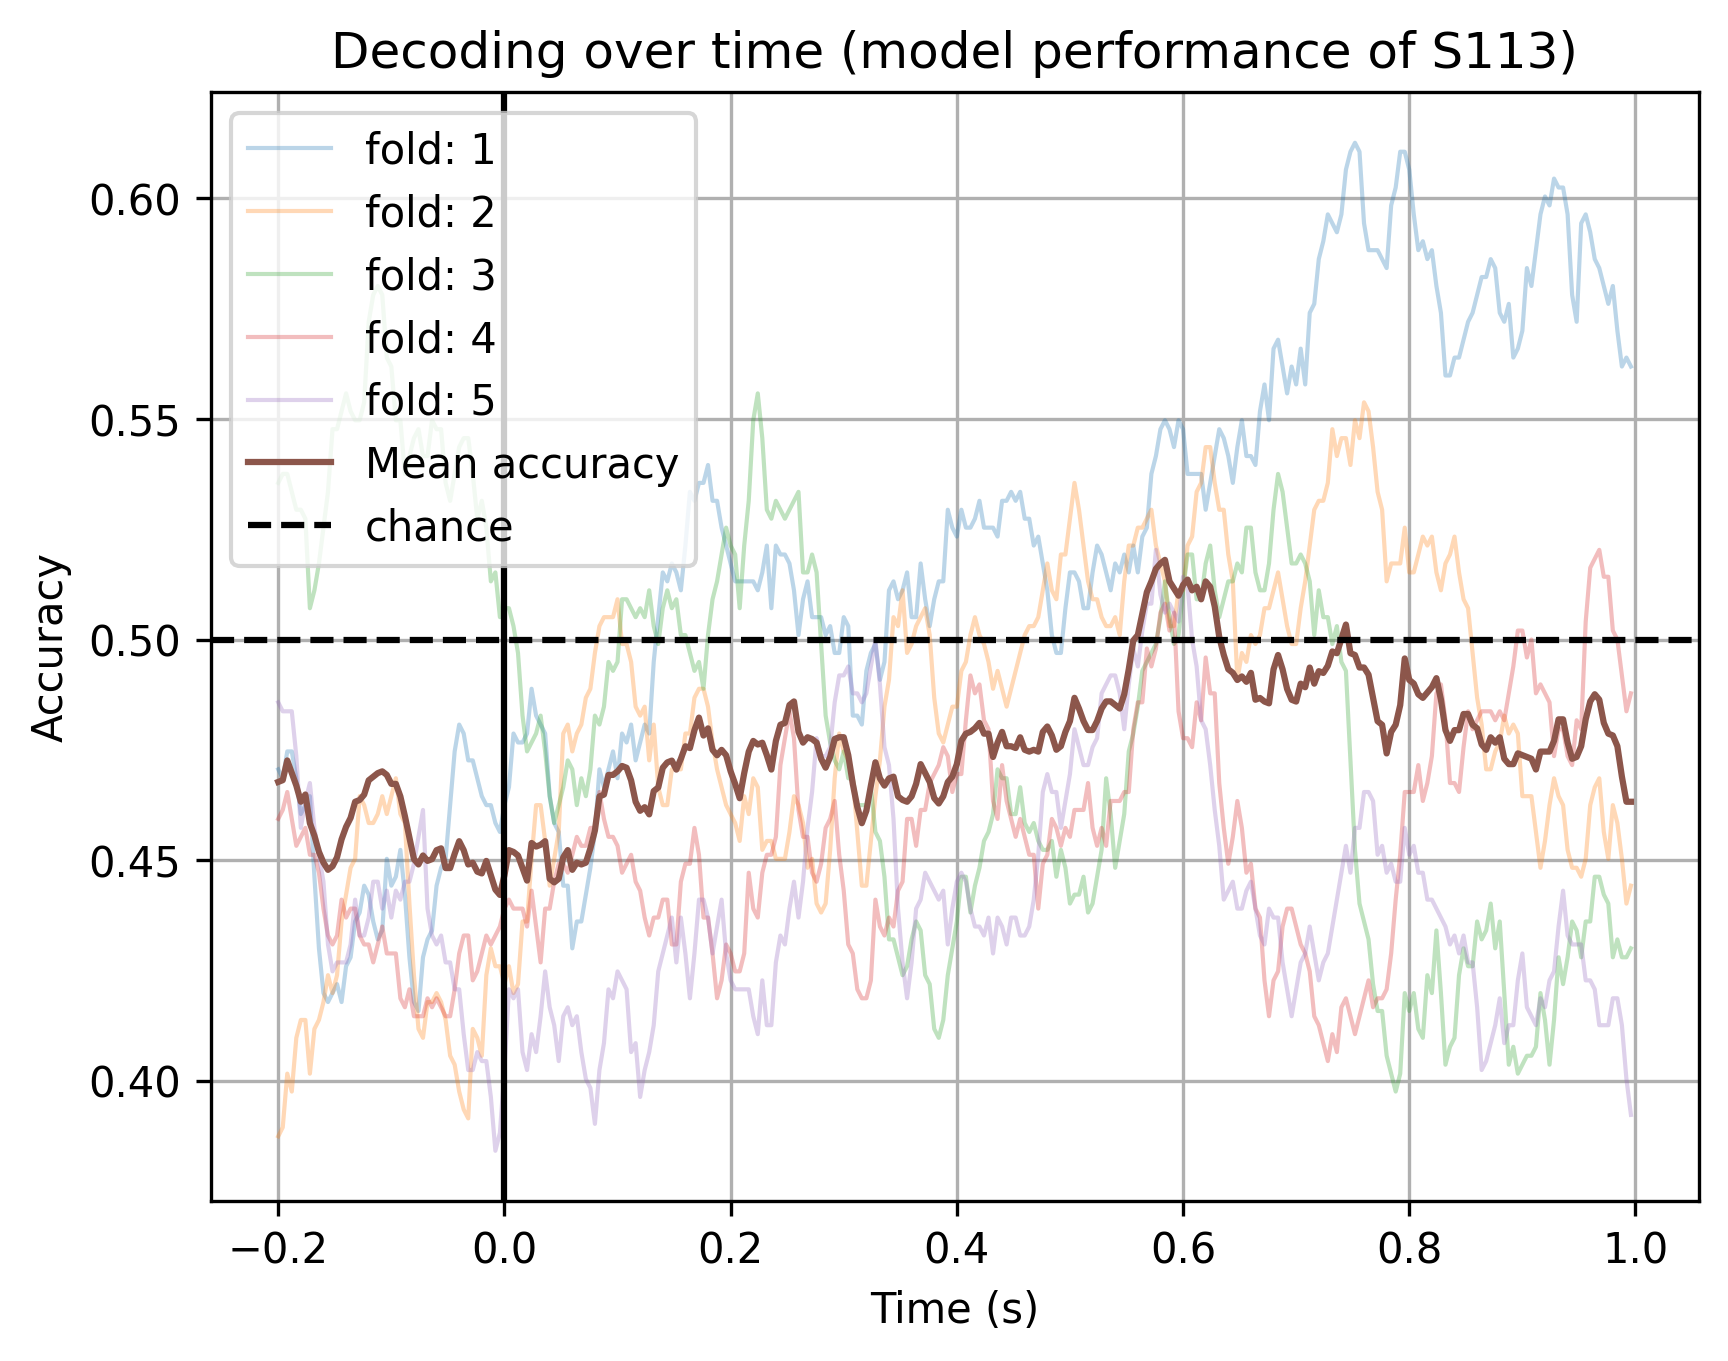 Decoding over time (model performance of S113)
fold: 1
fold: 2
fold: 3
fold: 4
fold: 5
Mean accuracy
chance
Accuracy
0.60
0.55
0.50
0.45
0.40
−0.2 0.0 0.2 0.4 0.6 0.8 1.0
Time (s)